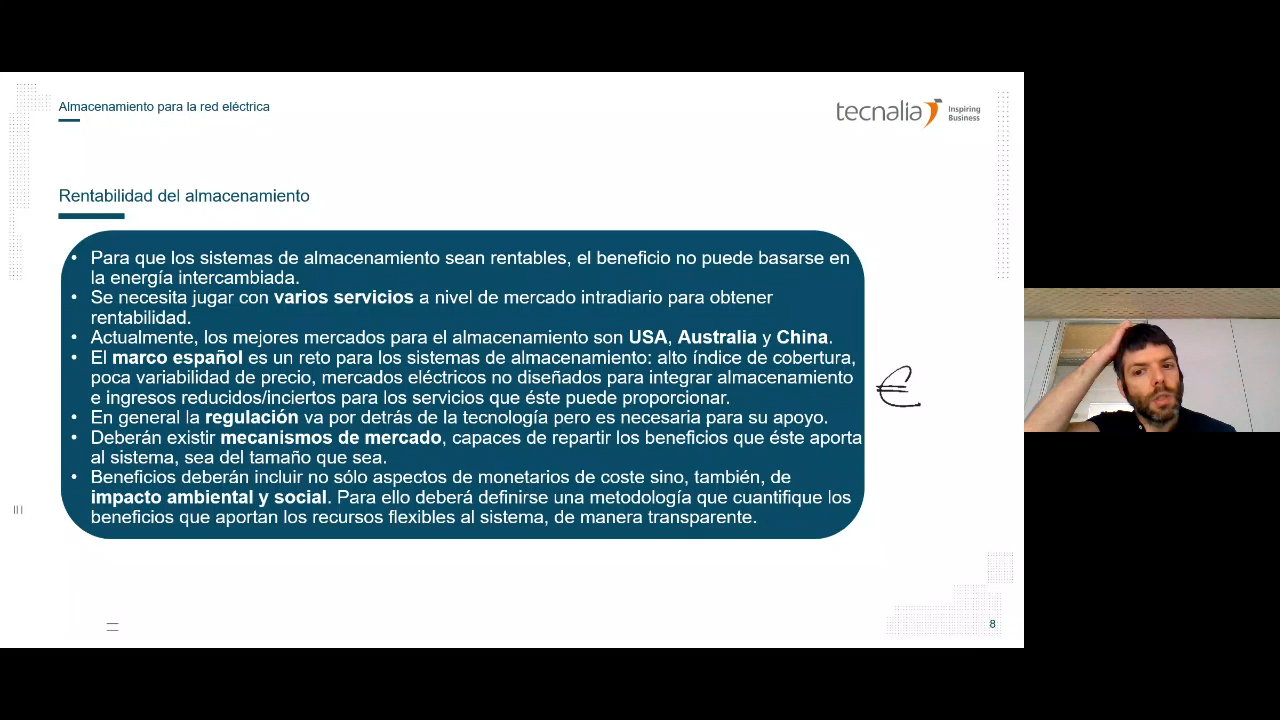 Almacenamiento para la red eléctrica
tecnalia Inspiring
Business
Rentabilidad del almacenamiento
• Para que los sistemas de almacenamiento sean rentables, el beneficio no puede basarse en
la energía intercambiada.
• Se necesita jugar con varios servicios a nivel de mercado intradiario para obtener
rentabilidad.
• Actualmente, los mejores mercados para el almacenamiento son USA, Australia y China.
• El marco español es un reto para los sistemas de almacenamiento: alto índice de cobertura,
poca variabilidad de precio, mercados eléctricos no diseñados para integrar almacenamiento
e ingresos reducidos/inciertos para los servicios que éste puede proporcionar.
• En general la regulación va por detrás de la tecnología pero es necesaria para su apoyo.
• Deberán existir mecanismos de mercado, capaces de repartir los beneficios que éste aporta
al sistema, sea del tamaño que sea.
• Beneficios deberán incluir no sólo aspectos de monetarios de coste sino, también, de
impacto ambiental y social. Para ello deberá definirse una metodología que cuantifique los
beneficios que aportan los recursos flexibles al sistema, de manera transparente.
€
8